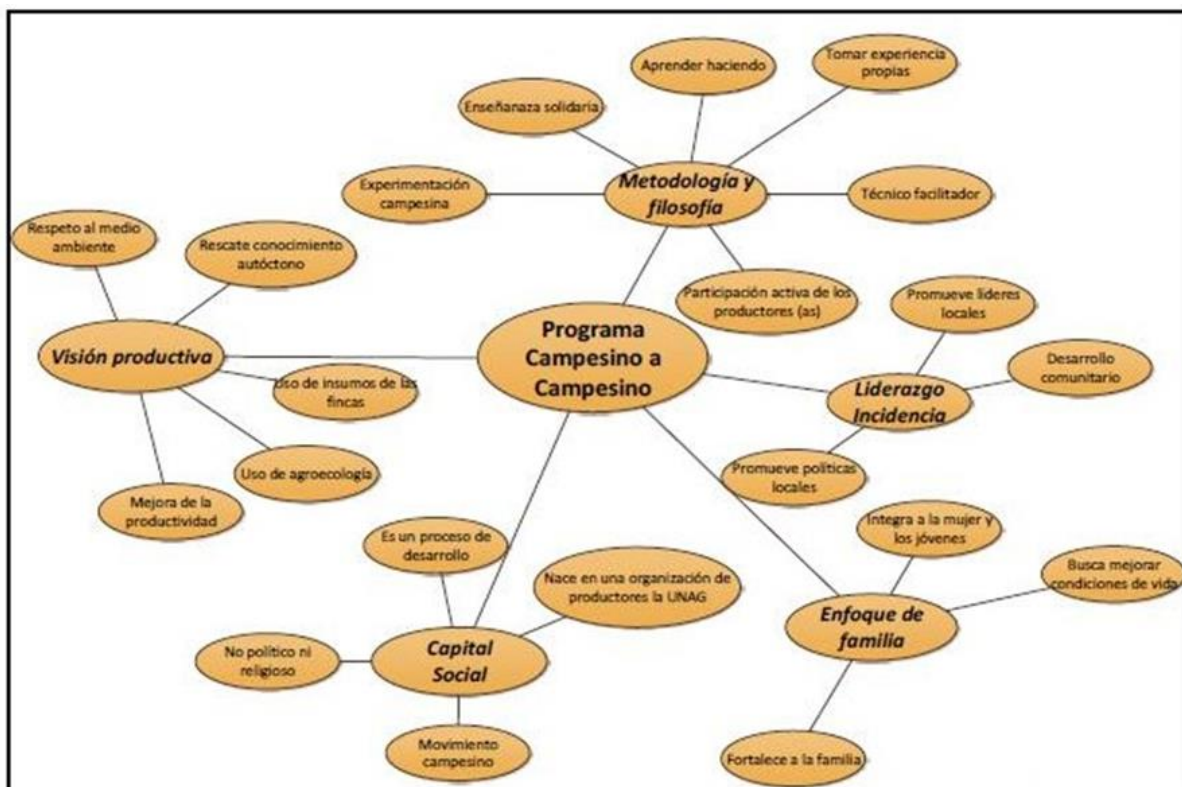 Aprender haciendo
Tomar experiencia
propias
Enseñanaza solidaria
Metodología y
filosofía
Experimentación
campesina
Técnico facilitador
Participación activa de los
productores (as)
Respeto al medio
ambiente
Rescate conocimiento
autóctono
Visión productiva
Uso de insumos de las
fincas
Uso de agroecología
Mejora de la
productividad
Programa
Campesino a
Campesino
Promueve líderes
locales
Desarrollo
comunitario
Liderazgo
Incidencia
Promueve políticas
locales
Es un proceso de
desarrollo
Nace en una organización de
productores la UNAG
No político ni
religioso
Capital
Social
Movimiento
campesino
Integra a la mujer y
los jóvenes
Busca mejorar
condiciones de vida
Enfoque de
familia
Fortalece a la familia